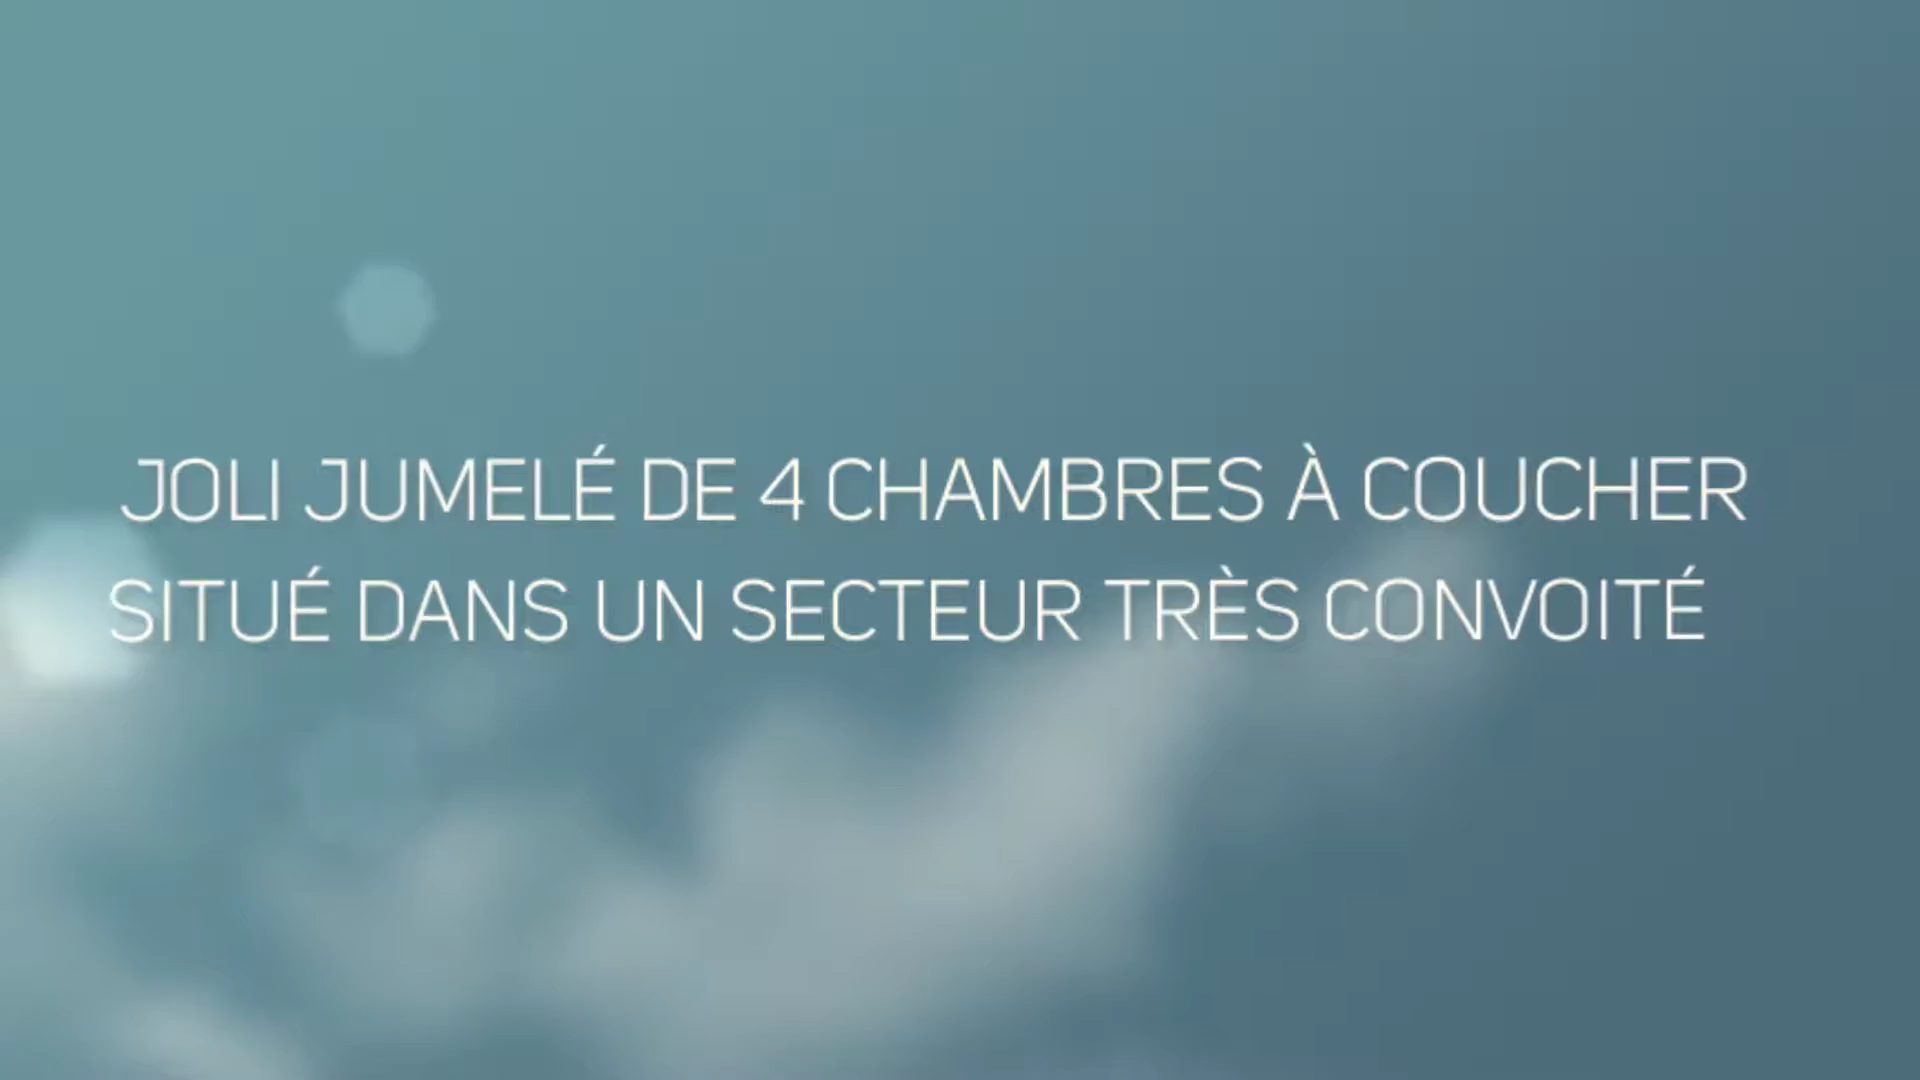 JOLI JUMELÉ DE 4 CHAMBRES À COUCHER
SITUÉ DANS UN SECTEUR TRÈS CONVOITÉ